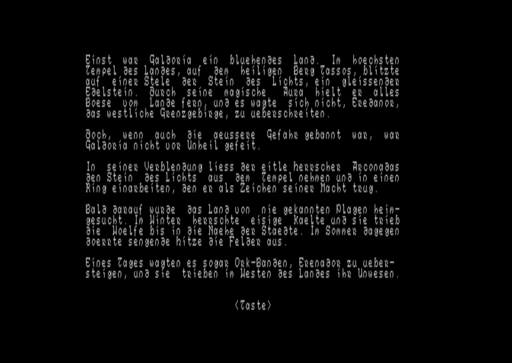 Einst war Galdoria ein bluehendes Land. Im hoechsten
Tempel des Landes, auf dem heiligen Berg Tassos, blitzte
auf einer Stele der Stein des Lichts, ein gleissender
Edelstein. Durch seine magische Aura hielt er alles
Boese vom Lande fern, und es wagte sich nicht, Eredanor,
das westliche Grenzgebirge, zu ueberschreiten.
Doch, wenn auch die aeussere Gefahr gebannt war, war
Galdoria nicht vor Unheil gefeit.
In seiner Verblendung liess der eitle herrscher Arcondas
den Stein des Lichts aus dem Tempel nehmen und in einen
Ring einarbeiten, den er als Zeichen seiner Macht trug.
Bald darauf wurde das Land von nie gekannten Plagen heim-
gesucht. Im Winter herrschte eisige Kaelte und sie trieb
die Woelfe bis in die Naehe der Staedte. Im Sommer dagegen
doerrte sengende hitze die Felder aus.
Eines Tages wagten es sogar Ork-Banden, Erenador zu ueber-
steigen, und sie trieben im Westen des Landes ihr Unwesen.
<Taste>